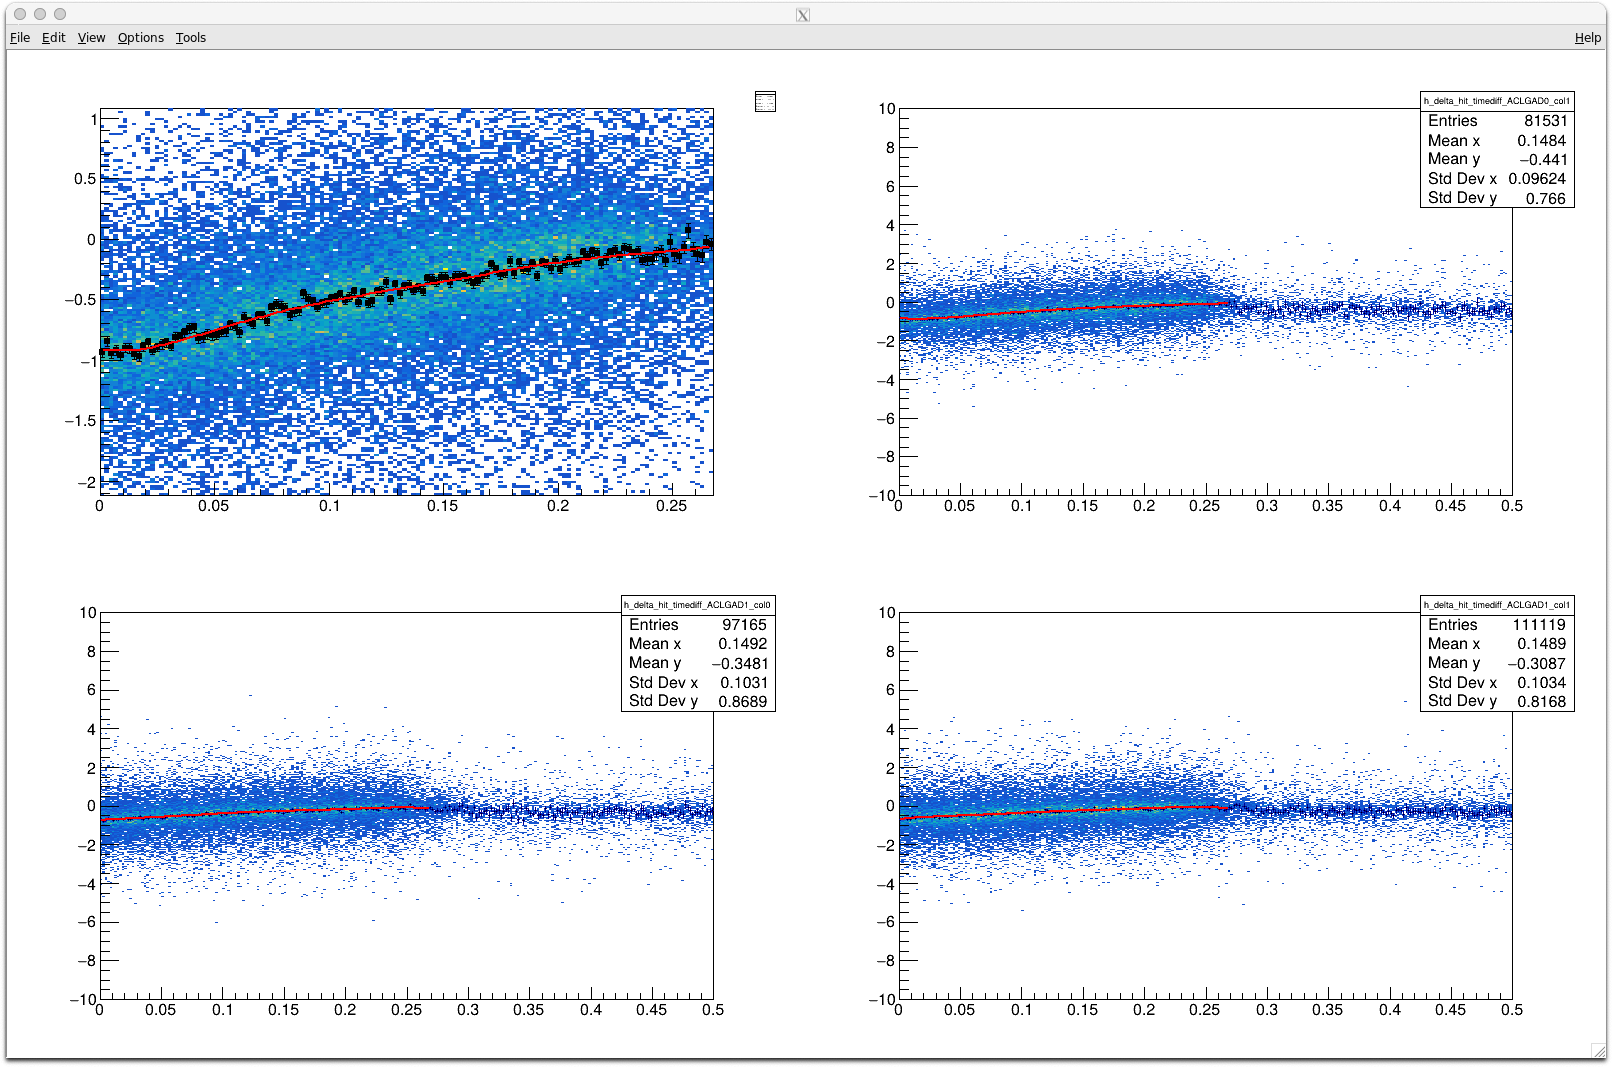 X
File Edit View Options Tools Help
1
0.5
0
−0.5
−1
−1.5
−2
0 0.05 0.1 0.15 0.2 0.25
h_delta_hit_timediff_ACLGAD0_col1
Entries 81531
Mean x 0.1484
Mean y −0.441
Std Dev x 0.09624
Std Dev y 0.766
10
8
6
4
2
0
−2
−4
−6
−8
−10
0 0.05 0.1 0.15 0.2 0.25 0.3 0.35 0.4 0.45 0.5
h_delta_hit_timediff_ACLGAD1_col0
Entries 97165
Mean x 0.1492
Mean y −0.3481
Std Dev x 0.1031
Std Dev y 0.8689
10
8
6
4
2
0
−2
−4
−6
−8
−10
0 0.05 0.1 0.15 0.2 0.25 0.3 0.35 0.4 0.45 0.5
h_delta_hit_timediff_ACLGAD1_col1
Entries 111119
Mean x 0.1489
Mean y −0.3087
Std Dev x 0.1034
Std Dev y 0.8168
10
8
6
4
2
0
−2
−4
−6
−8
−10
0 0.05 0.1 0.15 0.2 0.25 0.3 0.35 0.4 0.45 0.5